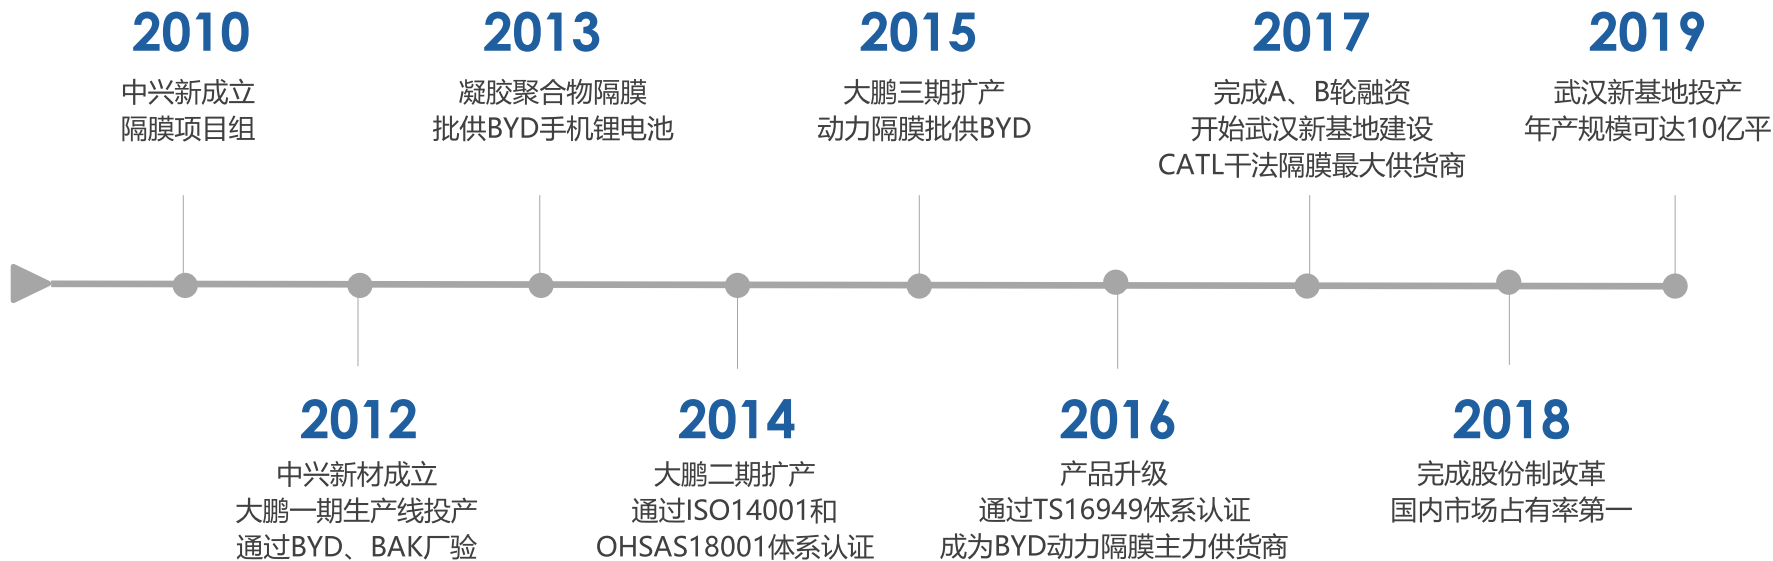 2010
中兴新成立
隔膜项目组
2012
中兴新材成立
大鹏一期生产线投产
通过BYD、BAK厂验
2013
凝胶聚合物隔膜
批供BYD手机锂电池
2014
大鹏二期扩产
通过ISO14001和
OHSAS18001体系认证
2015
大鹏三期扩产
动力隔膜批供BYD
2016
产品升级
通过TS16949体系认证
成为BYD动力隔膜主力供货商
2017
完成A、B轮融资
开始武汉新基地建设
CATL干法隔膜最大供货商
2018
完成股份制改革
国内市场占有率第一
2019
武汉新基地投产
年产规模可达10亿平